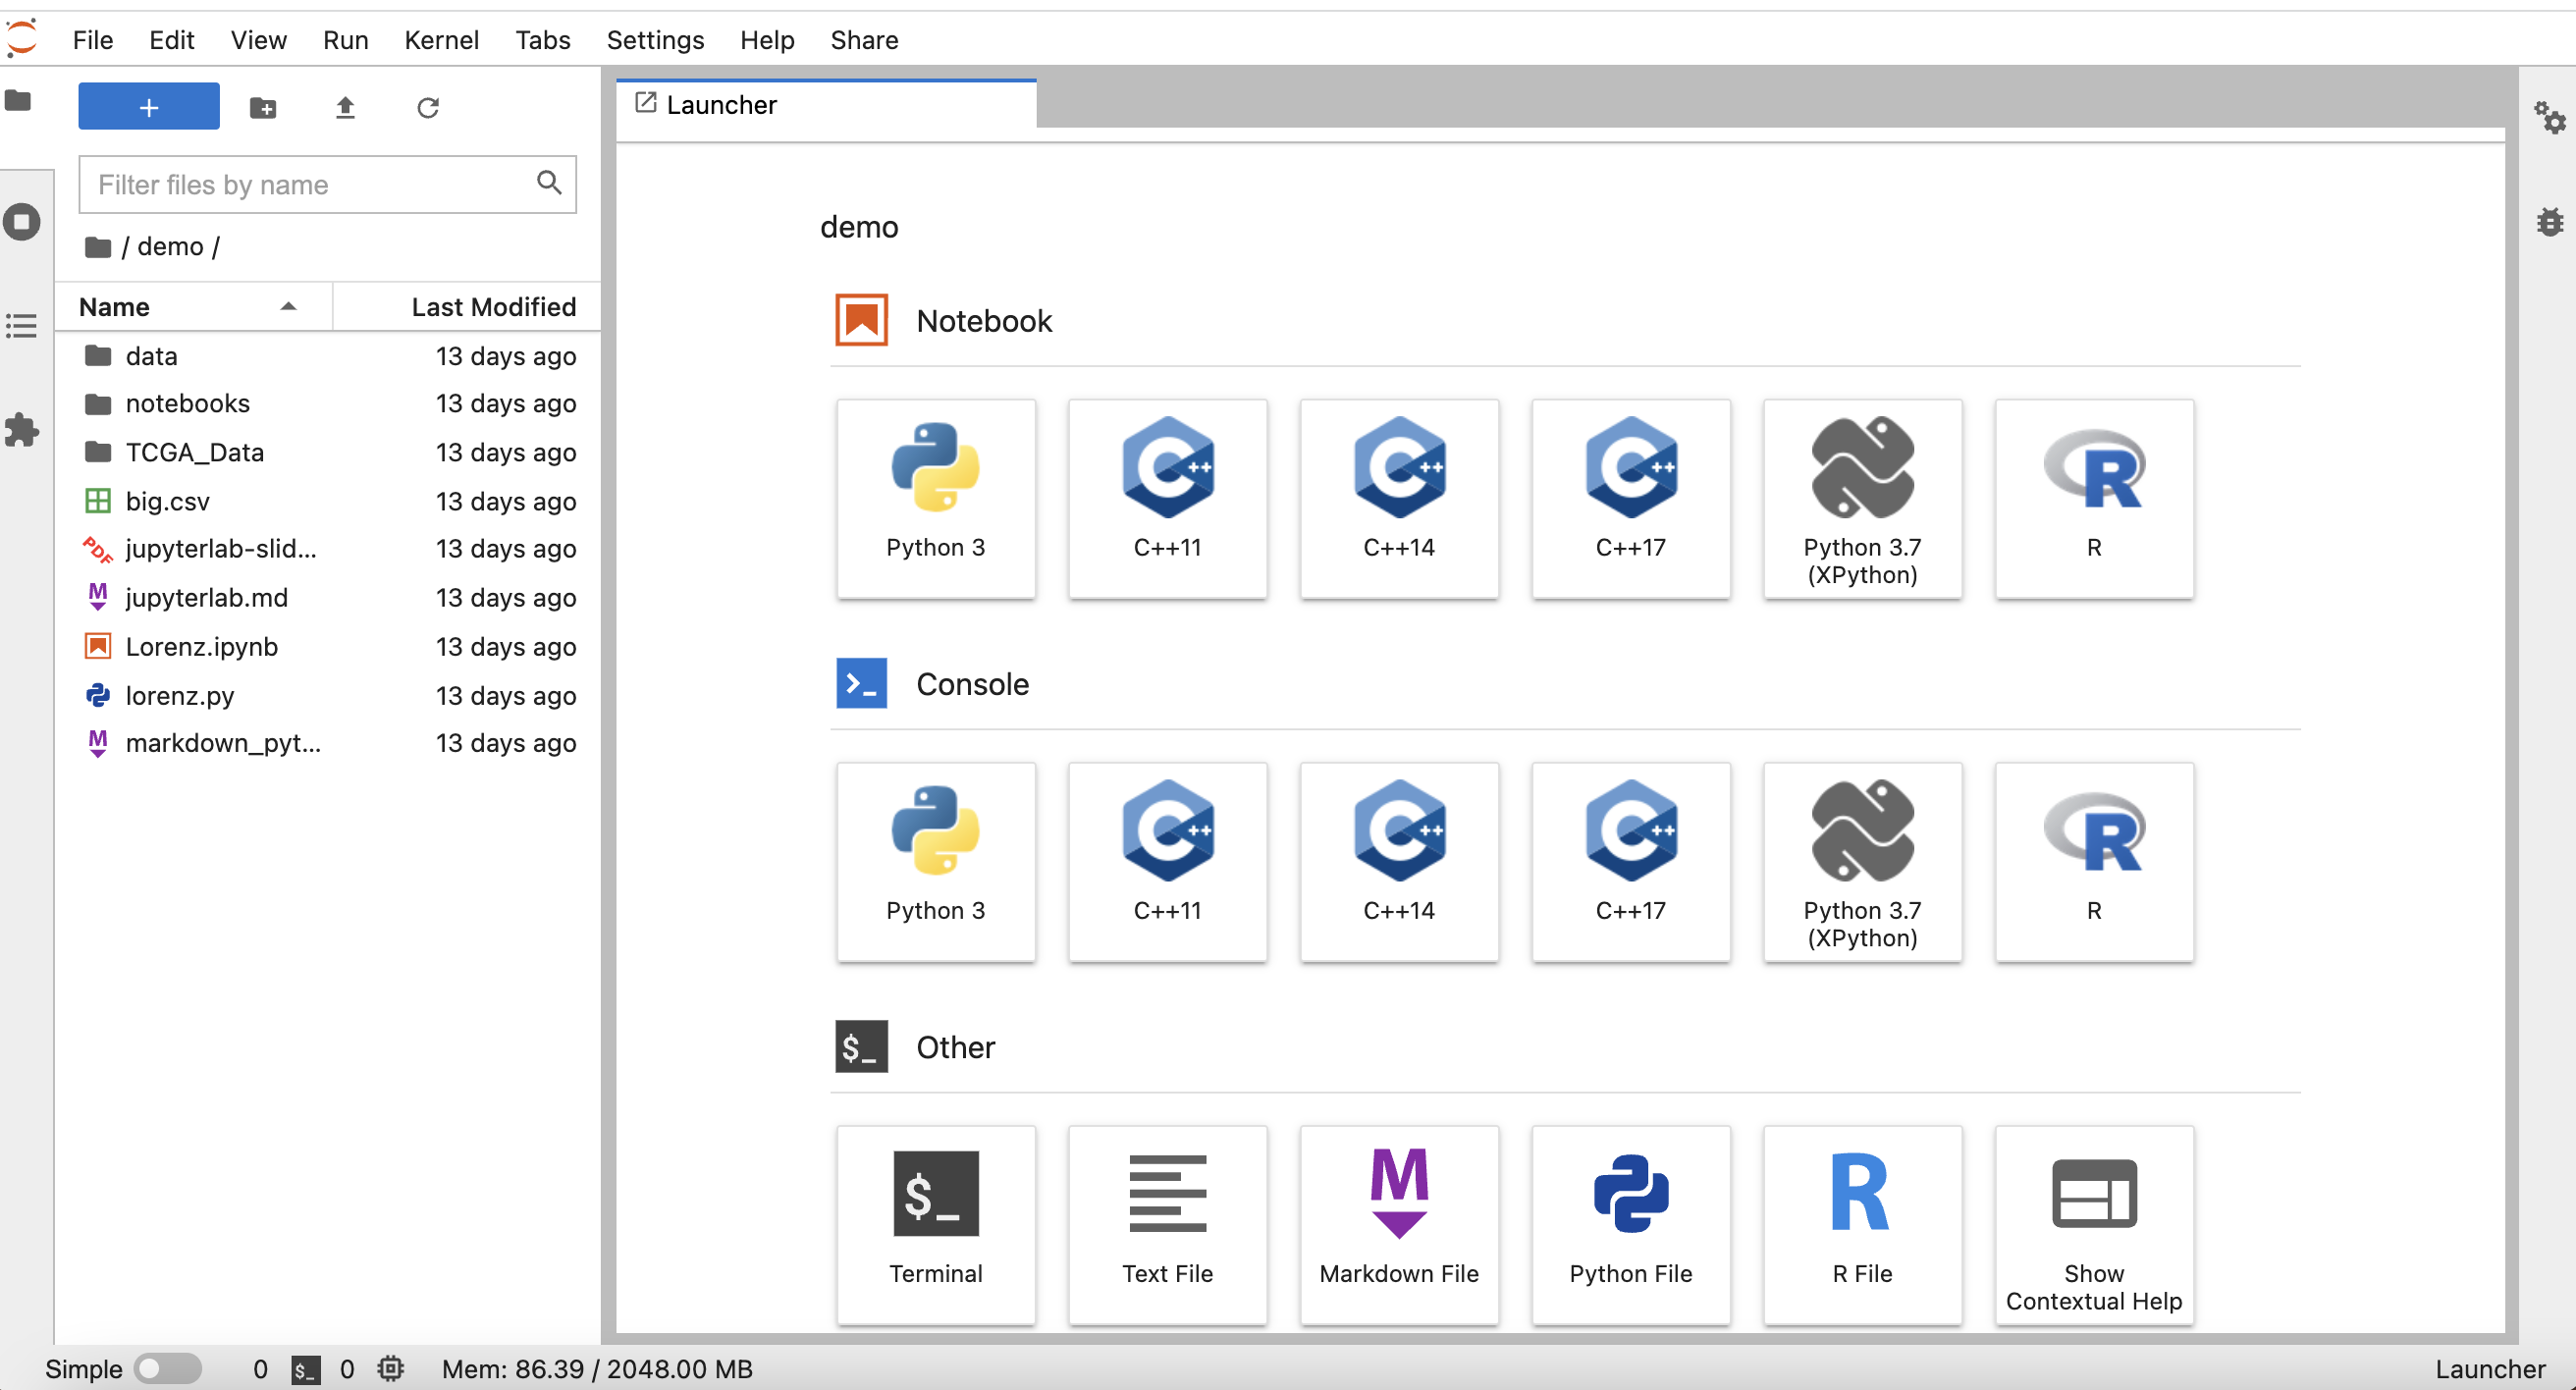 File Edit View Run Kernel Tabs Settings Help Share
+
Filter files by name
/ demo /
Name Last Modified
data 13 days ago
notebooks 13 days ago
TCGA_Data 13 days ago
big.csv 13 days ago
PDF jupyterlab-slid... 13 days ago
M jupyterlab.md 13 days ago
Lorenz.ipynb 13 days ago
lorenz.py 13 days ago
M markdown_pyt... 13 days ago
Launcher
demo
Notebook
Python 3 C++11 C++14 C++17 Python 3.7 (XPython) R
>_ Console
Python 3 C++11 C++14 C++17 Python 3.7 (XPython) R
$_ Other
$_ M R
Terminal Text File Markdown File Python File R File Show Contextual Help
Simple 0 $_ 0 Mem: 86.39 / 2048.00 MB Launcher